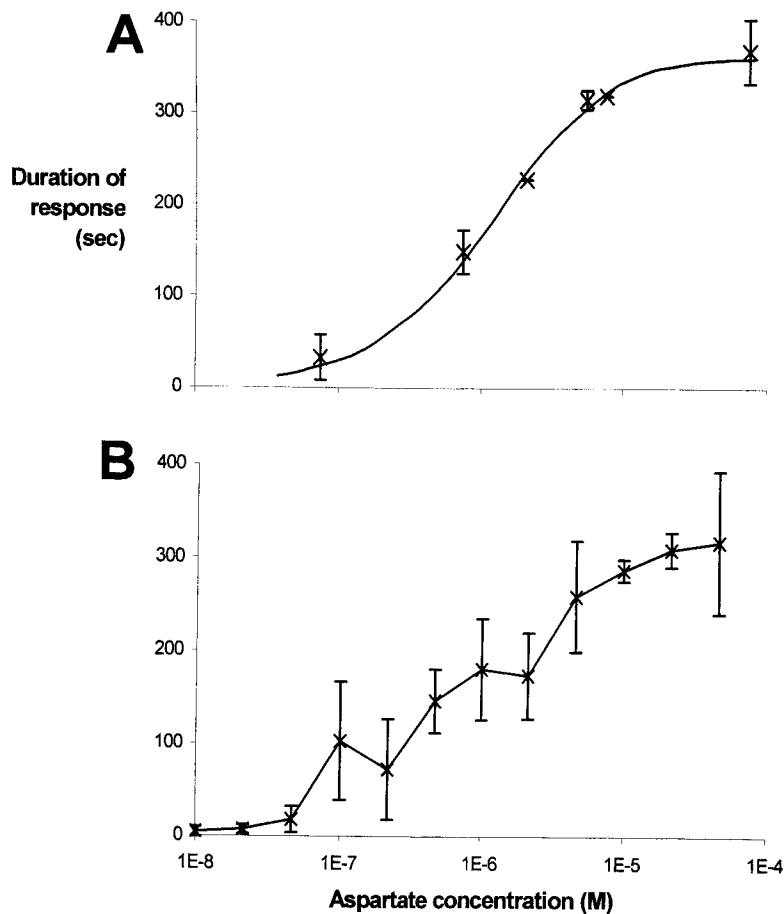 A
400
300
Duration of
response
(sec)
200
100
0
B
400
300
200
100
0
1E-8 1E-7 1E-6 1E-5 1E-4
Aspartate concentration (M)